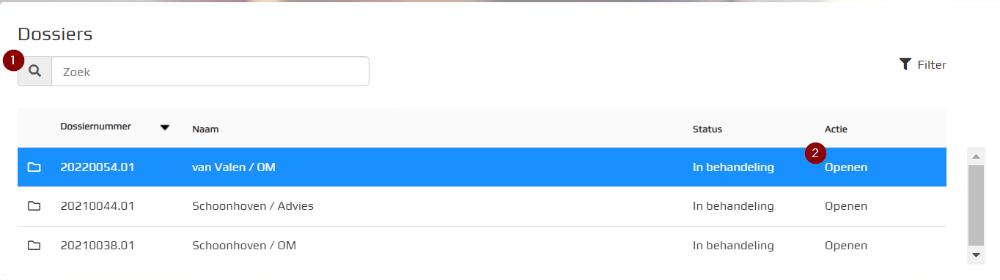 Dossiers
1
Zoek
Filter
Dossiernummer Naam Status Actie
2
20220054.01 van Valen / OM In behandeling Openen
20210044.01 Schoonhoven / Advies In behandeling Openen
20210038.01 Schoonhoven / OM In behandeling Openen